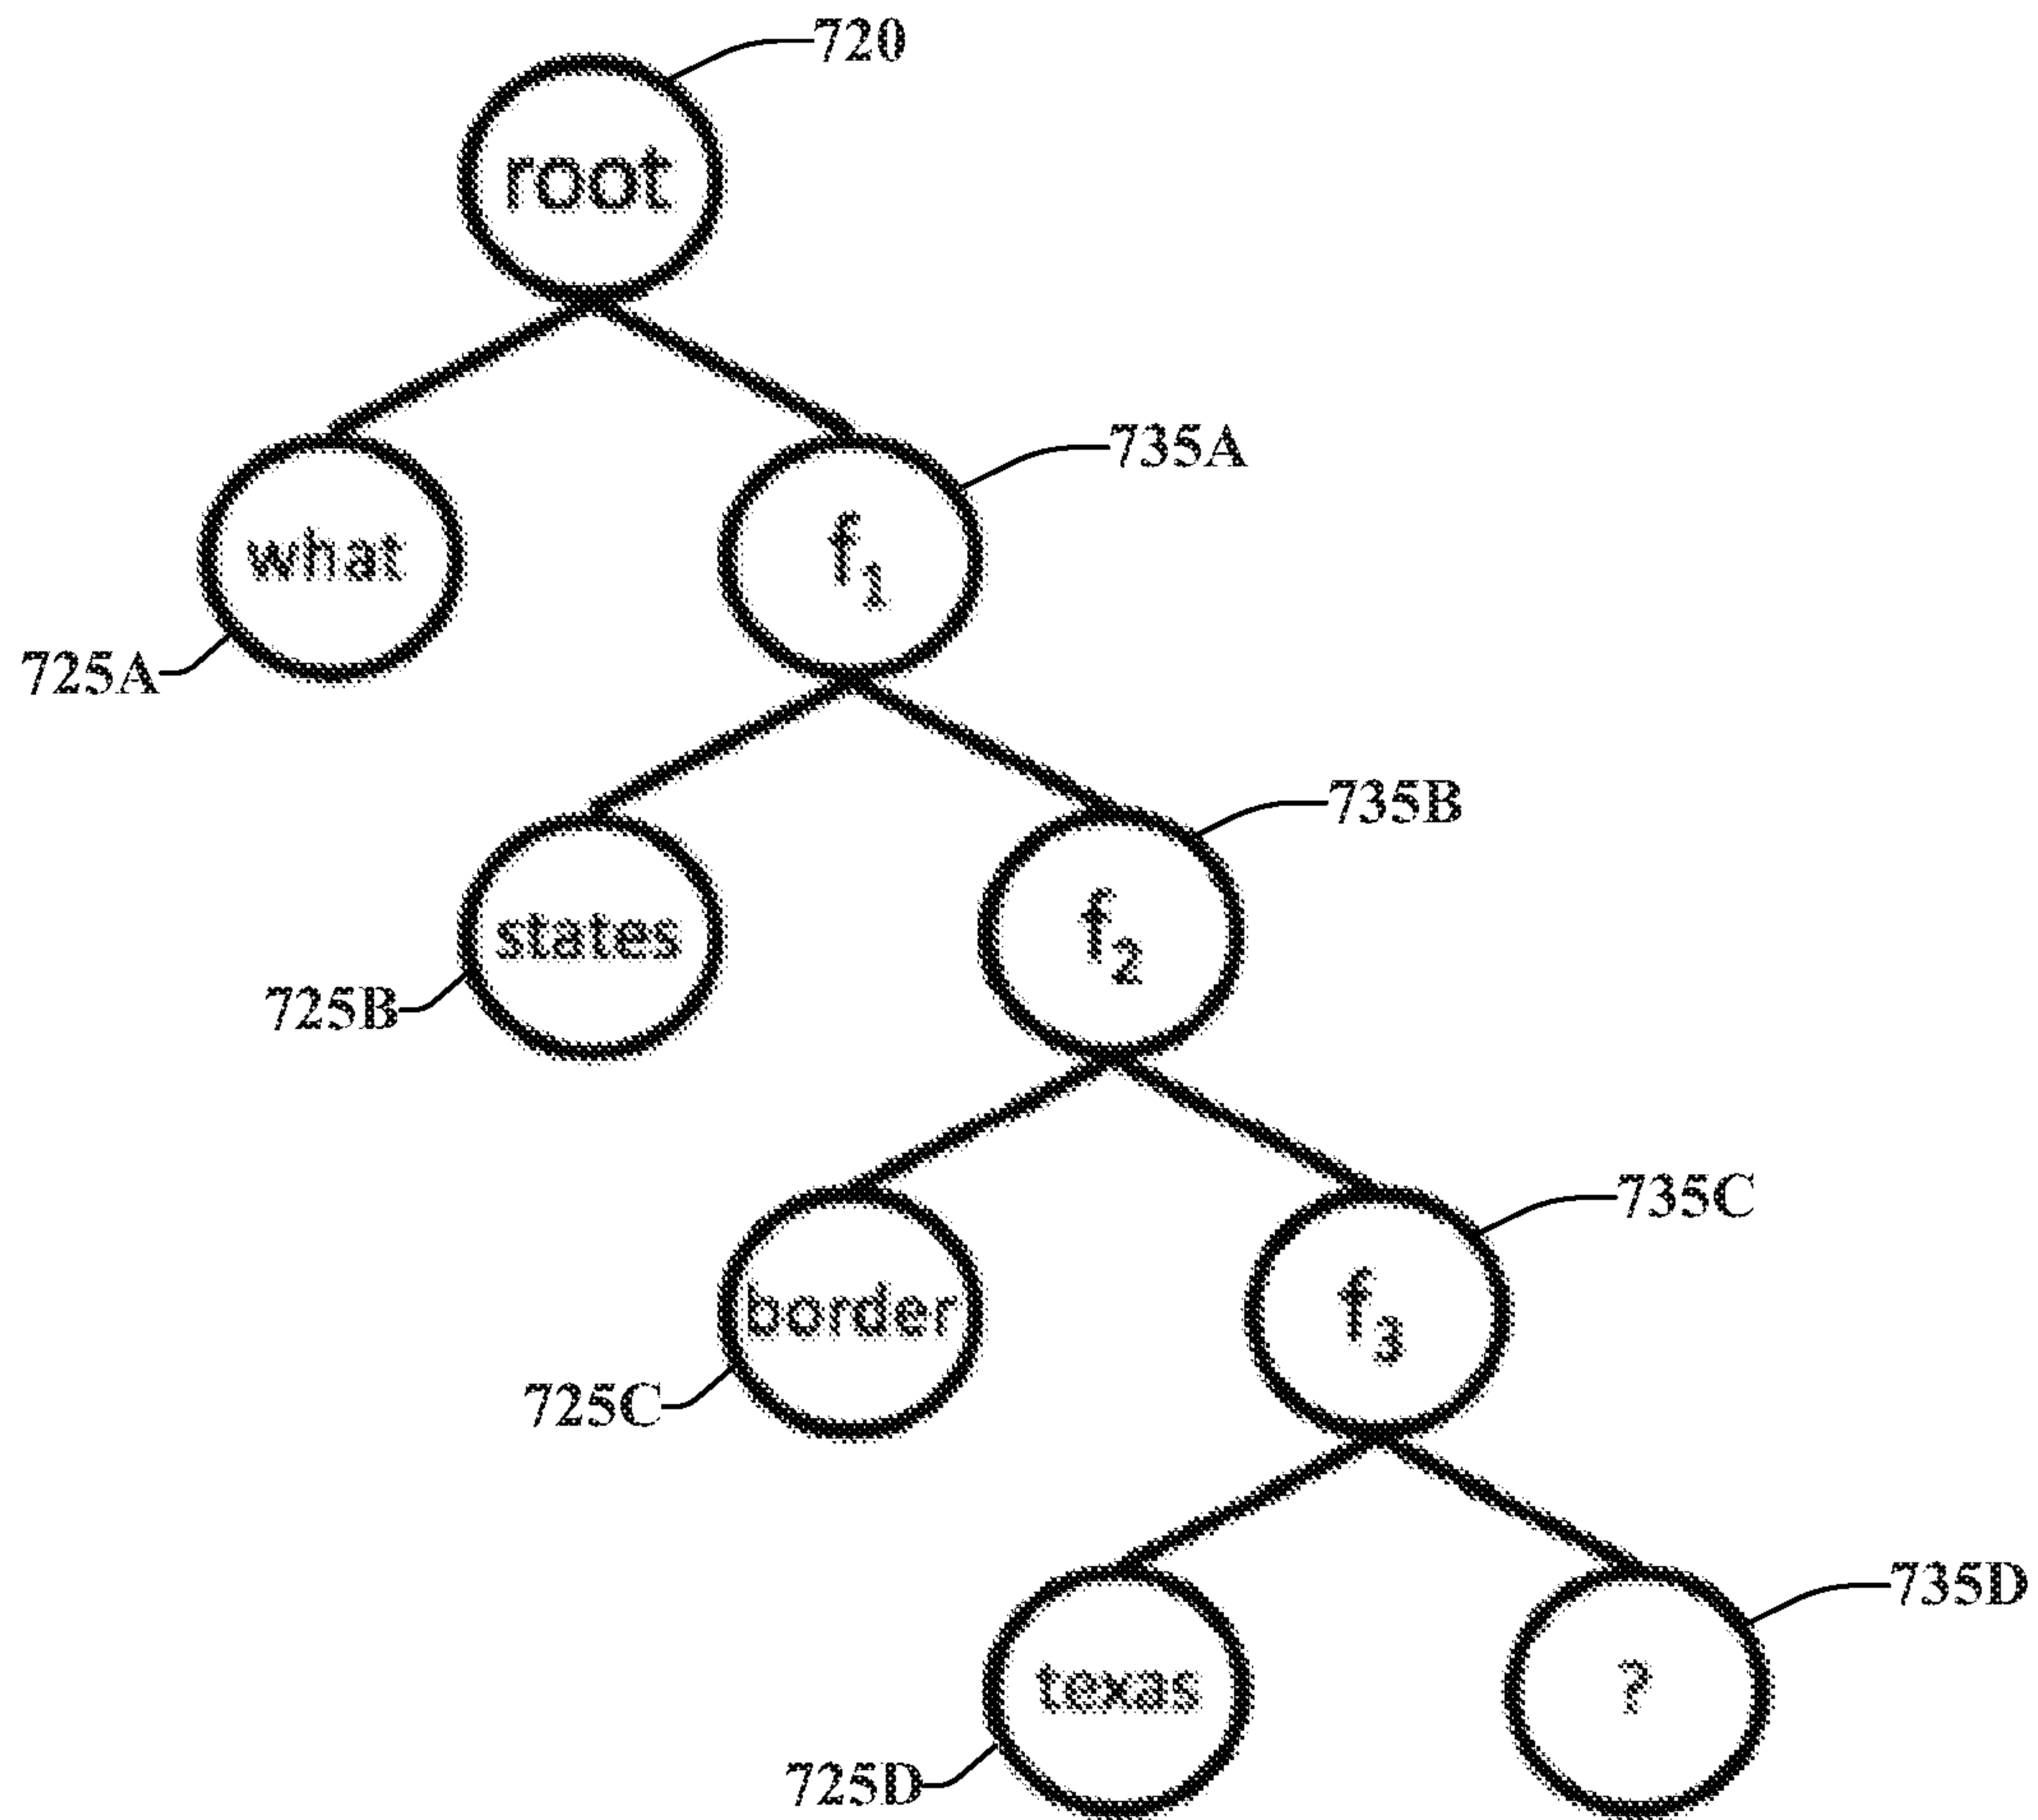 720
root
735A
what
f1
725A
735B
states
f2
725B
735C
border
f3
725C
735D
texas
?
725D